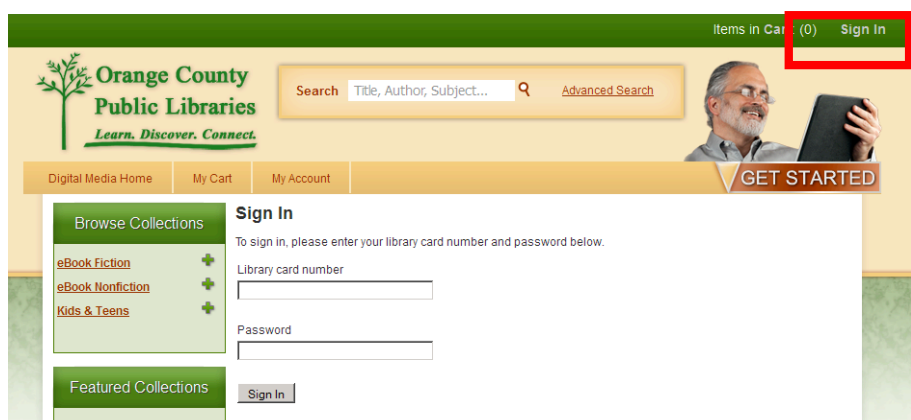 Items in Cart (0) Sign In
Orange County
Public Libraries
Learn. Discover. Connect.
Search Title, Author, Subject... Advanced Search
Digital Media Home My Cart My Account GET STARTED
Browse Collections
eBook Fiction
eBook Nonfiction
Kids & Teens
Featured Collections
Sign In
To sign in, please enter your library card number and password below.
Library card number
Password
Sign In